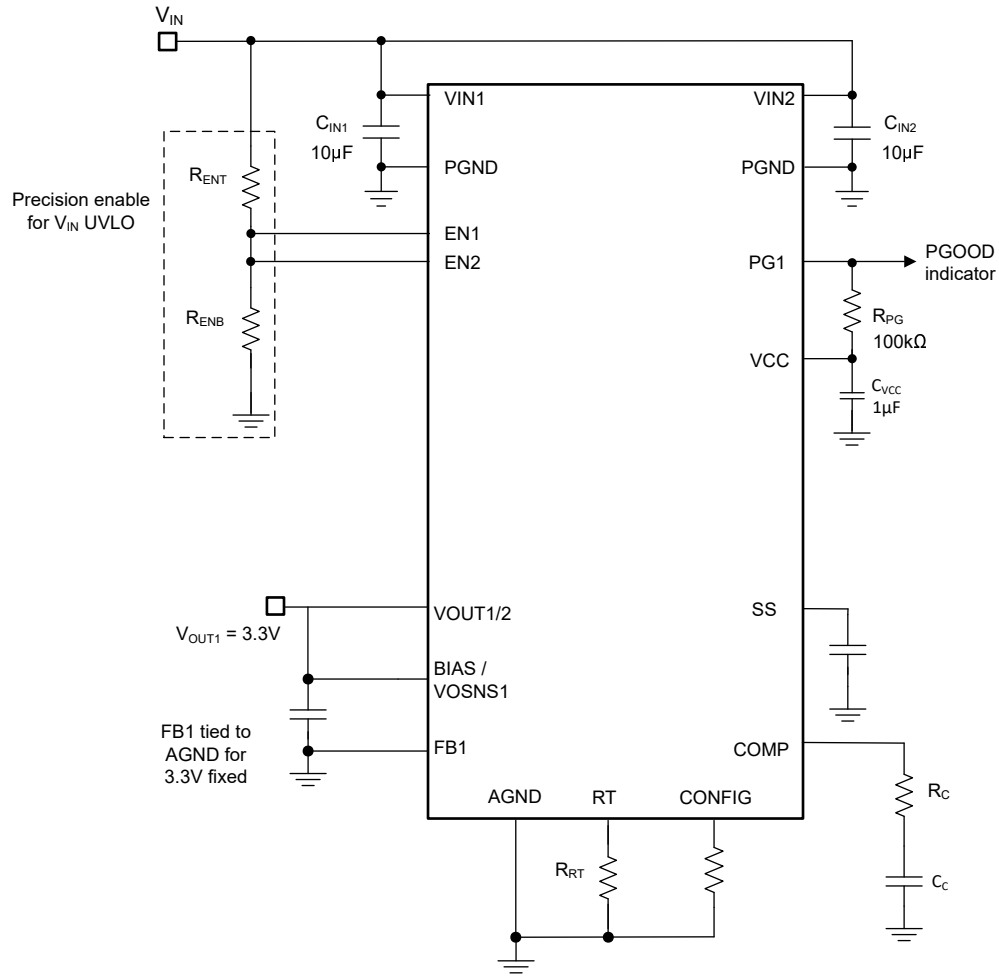 VIN
VIN1
VIN2
CIN1
10µF
CIN2
10µF
PGND
PGND
RENT
Precision enable
for VIN UVLO
EN1
EN2
PG1
PGOOD
indicator
RENB
RPG
100kΩ
VCC
CVCC
1µF
VOUT1/2
SS
VOUT1 = 3.3V
BIAS /
VOSNS1
FB1 tied to
AGND for
3.3V fixed
FB1
COMP
AGND
RT
CONFIG
RC
RRT
CC